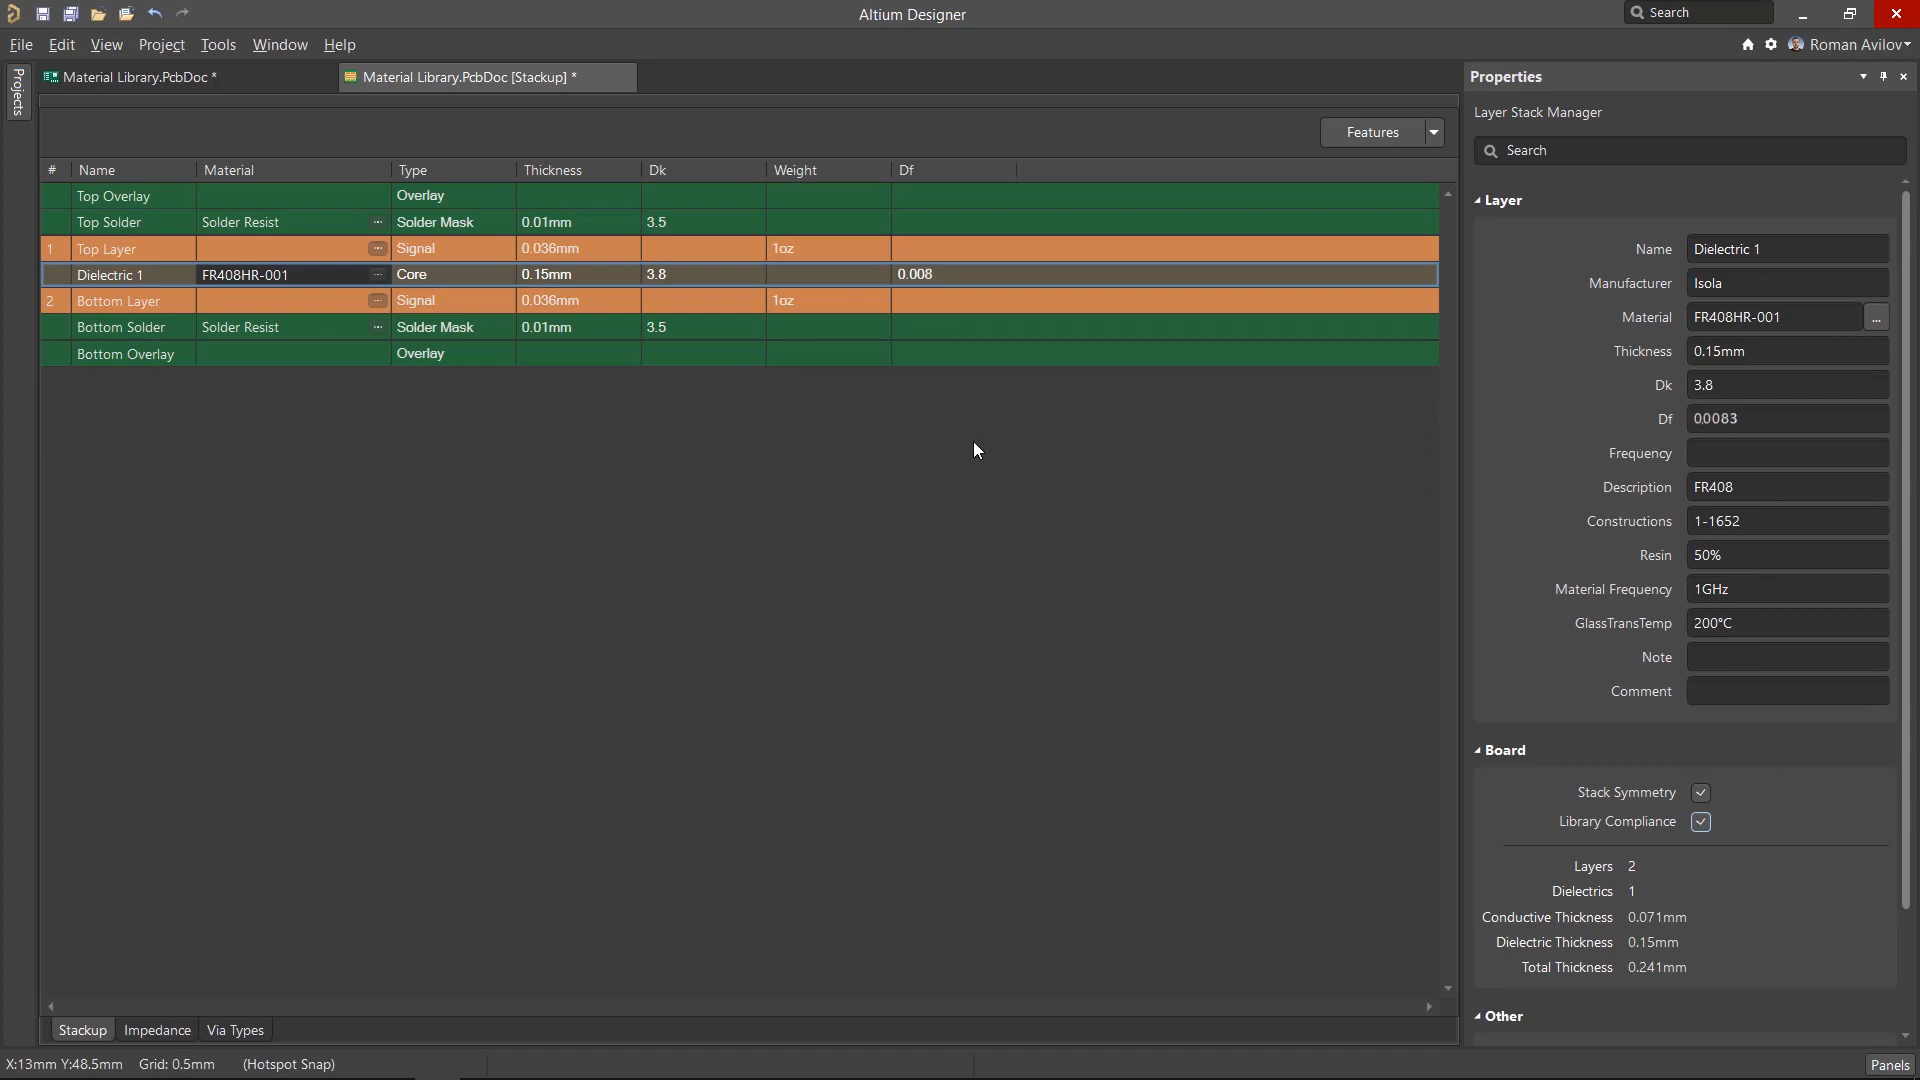 Altium Designer
Search
File Edit View Project Tools Window Help
Roman Avilov
Projects
Material Library.PcbDoc *
Material Library.PcbDoc [Stackup] *
Features
# Name Material Type Thickness Dk Weight Df
Top Overlay Overlay
Top Solder Solder Resist ... Solder Mask 0.01mm 3.5
1 Top Layer ... Signal 0.036mm 1oz
Dielectric 1 FR408HR-001 ... Core 0.15mm 3.8 0.008
2 Bottom Layer ... Signal 0.036mm 1oz
Bottom Solder Solder Resist ... Solder Mask 0.01mm 3.5
Bottom Overlay Overlay
Stackup Impedance Via Types
X:13mm Y:48.5mm Grid: 0.5mm (Hotspot Snap)
Properties
Layer Stack Manager
Search
Layer
Name Dielectric 1
Manufacturer Isola
Material FR408HR-001 ...
Thickness 0.15mm
Dk 3.8
Df 0.0083
Frequency
Description FR408
Constructions 1-1652
Resin 50%
Material Frequency 1GHz
GlassTransTemp 200°C
Note
Comment
Board
Stack Symmetry
Library Compliance
Layers 2
Dielectrics 1
Conductive Thickness 0.071mm
Dielectric Thickness 0.15mm
Total Thickness 0.241mm
Other
Panels